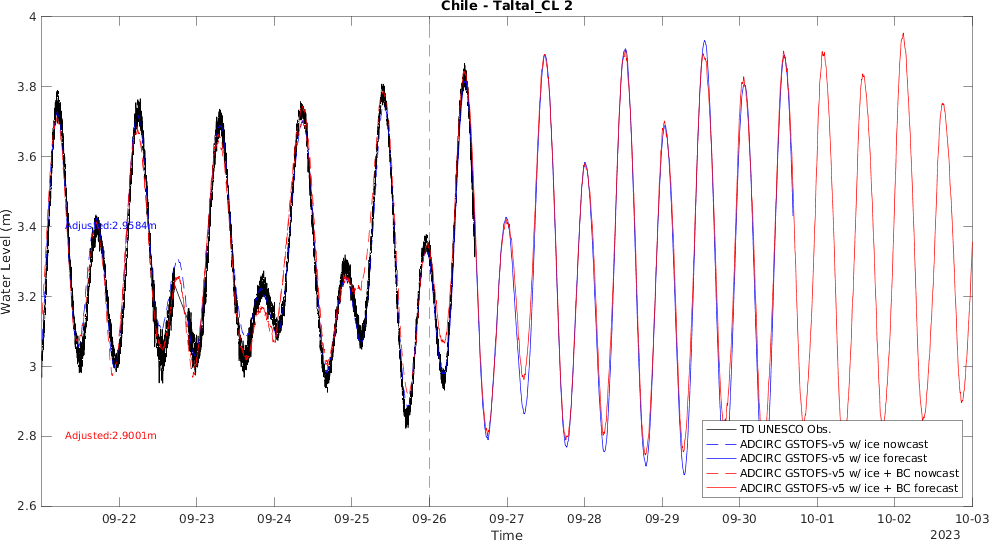 Chile - Taltal_CL 2
4
3.8
3.6
3.4
3.2
3
2.8
2.6
Water Level (m)
Adjusted:2.9584m
Adjusted:2.9001m
TD UNESCO Obs.
ADCIRC GSTOFS-v5 w/ ice nowcast
ADCIRC GSTOFS-v5 w/ ice forecast
ADCIRC GSTOFS-v5 w/ ice + BC nowcast
ADCIRC GSTOFS-v5 w/ ice + BC forecast
09-22 09-23 09-24 09-25 09-26 09-27 09-28 09-29 09-30 10-01 10-02 10-03
Time
2023